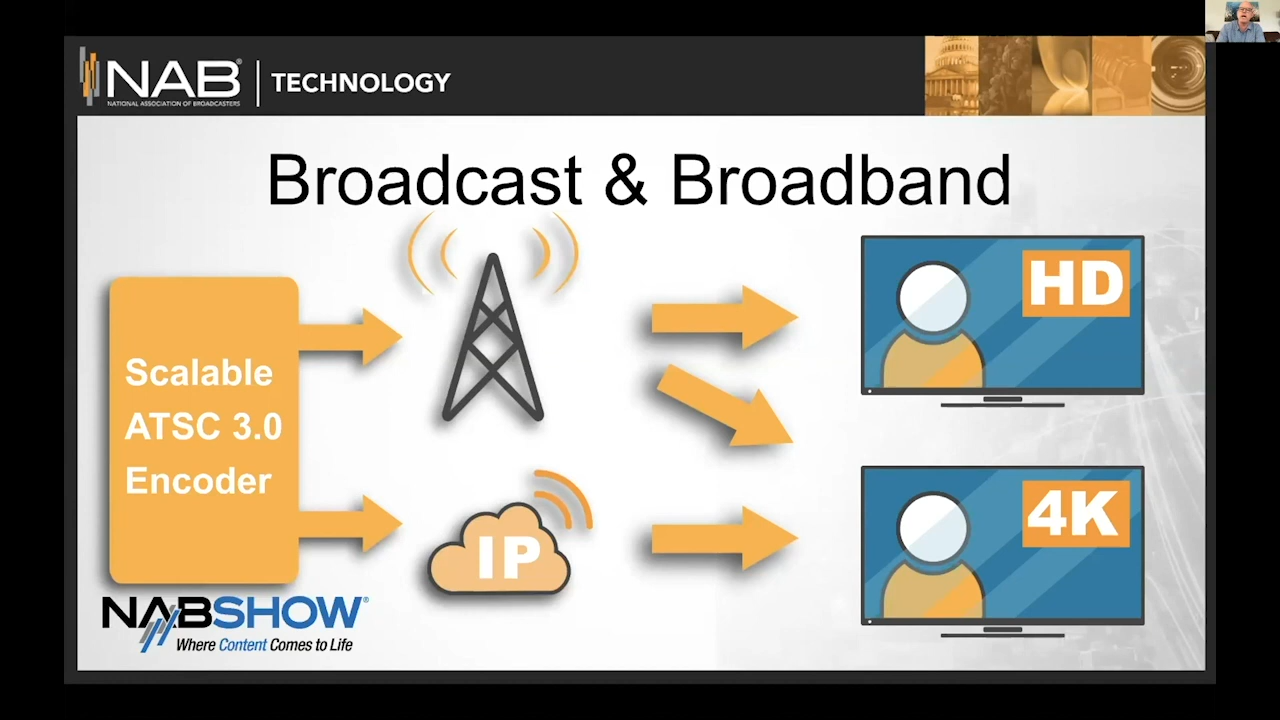 NAB®
NATIONAL ASSOCIATION OF BROADCASTERS
TECHNOLOGY
Broadcast & Broadband
HD
Scalable
ATSC 3.0
Encoder
4K
IP
NABSHOW®
Where Content Comes to Life